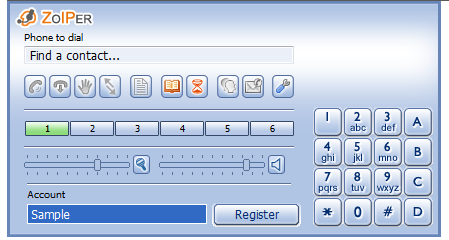 ZoIPer
Phone to dial
Find a contact...
1 2 3 4 5 6
1 2 abc 3 def A
4 ghi 5 jkl 6 mno B
7 pqrs 8 tuv 9 wxyz C
* 0 # D
Account
Sample
Register